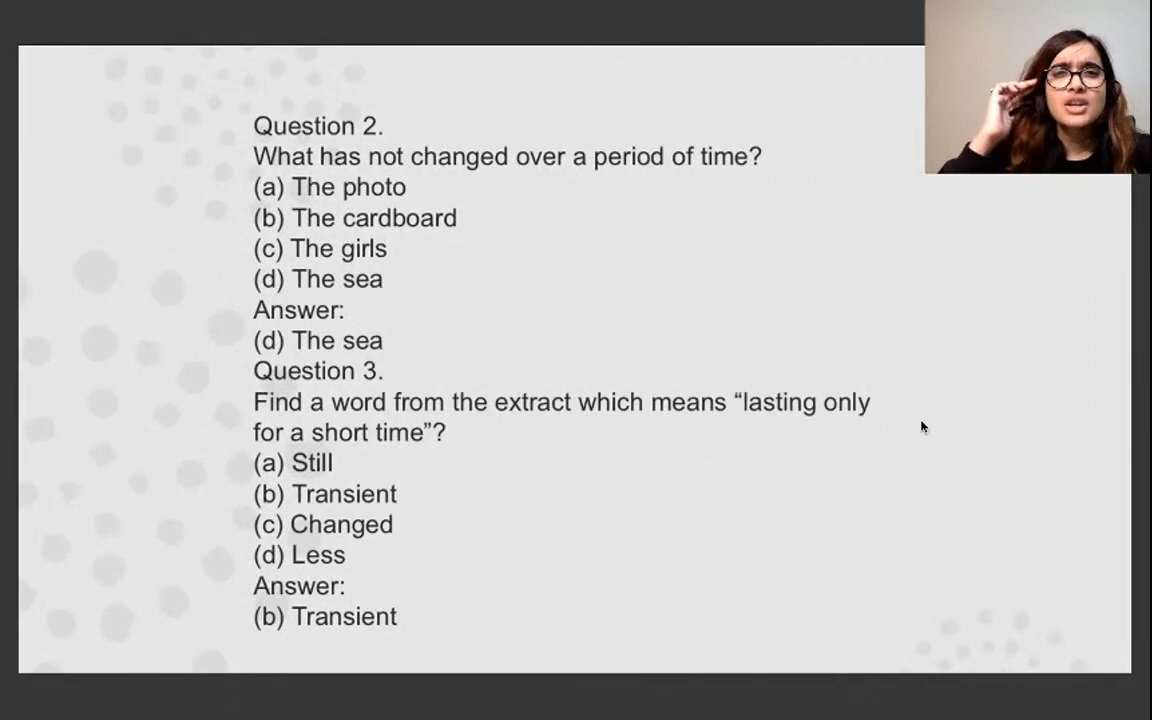 Question 2.
What has not changed over a period of time?
(a) The photo
(b) The cardboard
(c) The girls
(d) The sea
Answer:
(d) The sea
Question 3.
Find a word from the extract which means “lasting only
for a short time”?
(a) Still
(b) Transient
(c) Changed
(d) Less
Answer:
(b) Transient